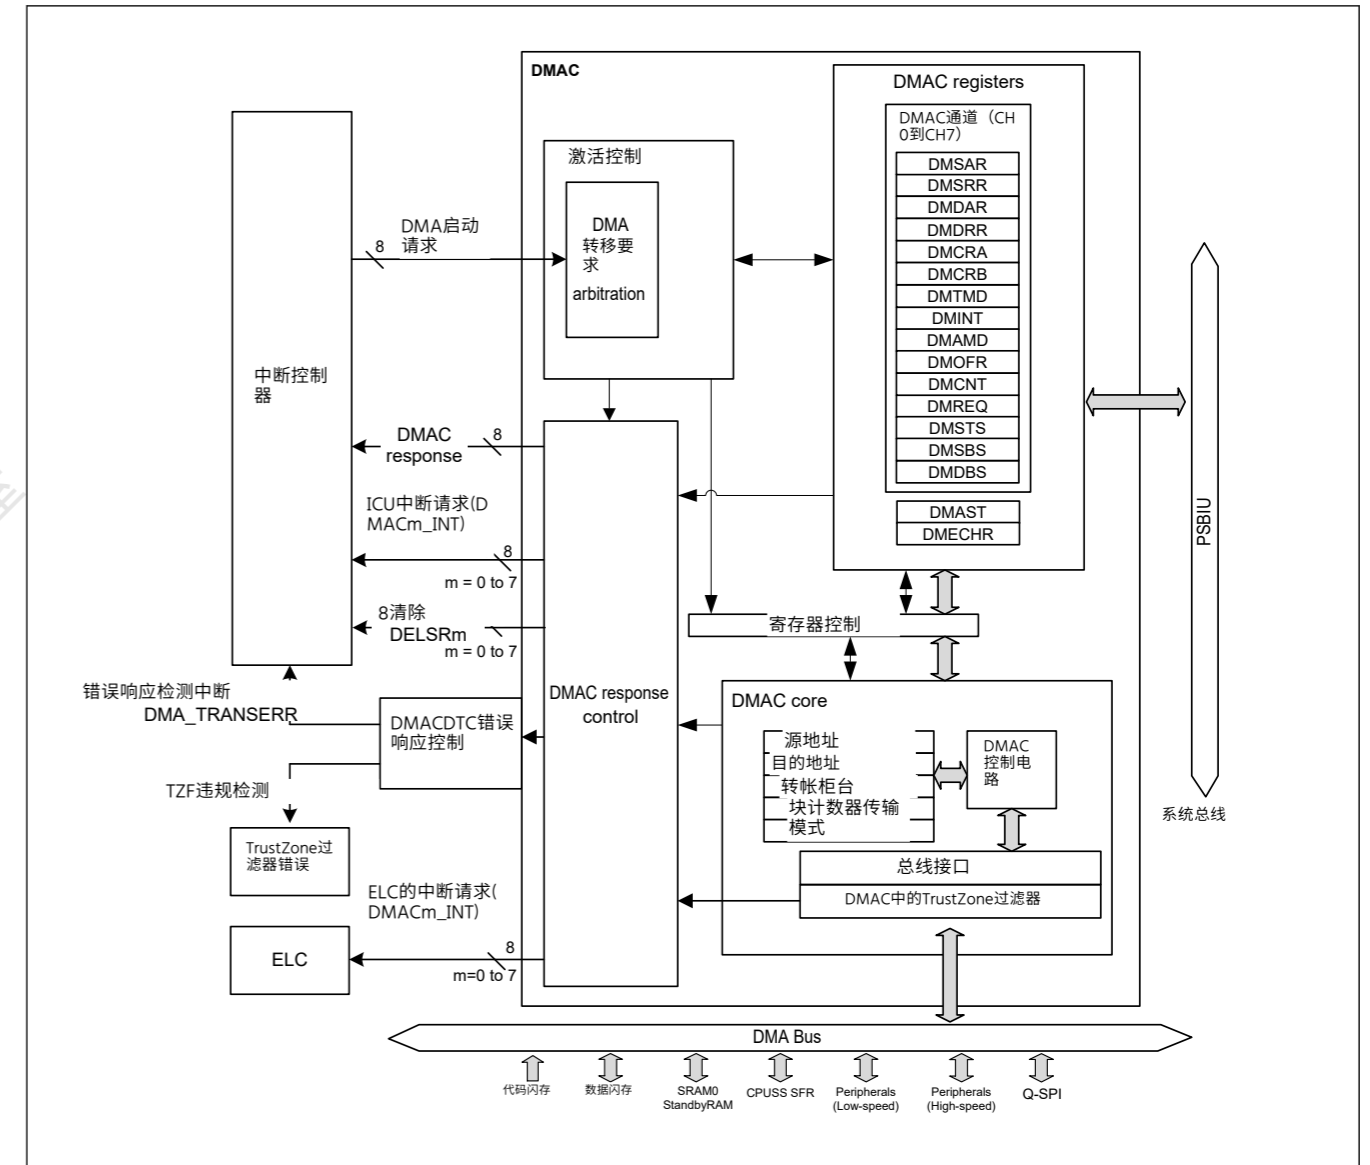 DMAC
DMAC registers
DMAC通道（CH
0到CH7）
DMSAR
DMSRR
DMDAR
DMDRR
DMCRA
DMCRB
DMTMD
DMINT
DMAMD
DMOFR
DMCNT
DMREQ
DMSTS
DMSBS
DMDBS
DMAST
DMECHR
激活控制
DMA
转移要
求
arbitration
DMA启动
请求
8
中断控制
器
DMAC
response
8
ICU中断请求(D
MACm_INT)
8
m = 0 to 7
8清除
DELSRm
m = 0 to 7
错误响应检测中断
DMA_TRANSERR
DMACDTC错误
响应控制
TZF违规检测
TrustZone过
滤器错误
ELC的中断请求(
DMACm_INT)
8
m=0 to 7
ELC
DMAC response
control
寄存器控制
DMAC core
源地址
目的地址
转帐柜台
块计数器传输
模式
DMAC
控制电
路
总线接口
DMAC中的TrustZone过滤器
PSBIU
系统总线
DMA Bus
代码闪存
数据闪存
SRAM0
StandbyRAM
CPUSS SFR
Peripherals
(Low-speed)
Peripherals
(High-speed)
Q-SPI